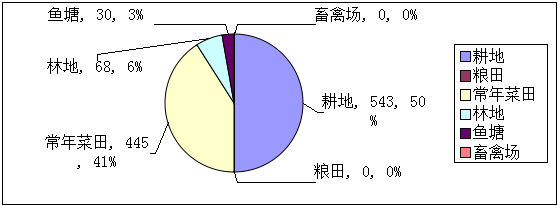 鱼塘, 30, 3%
畜禽场, 0, 0%
林地, 68, 6%
耕地, 543, 50
%
常年菜田, 445
, 41%
粮田, 0, 0%
耕地
粮田
常年菜田
林地
鱼塘
畜禽场